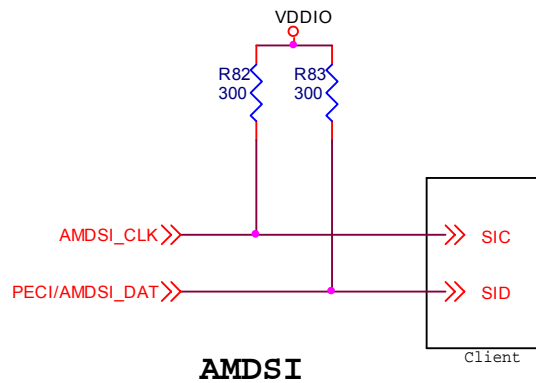 VDDIO
R82 R83
300 300
AMDSI_CLK SIC
PECI/AMDSI_DAT SID
Client
AMDSI